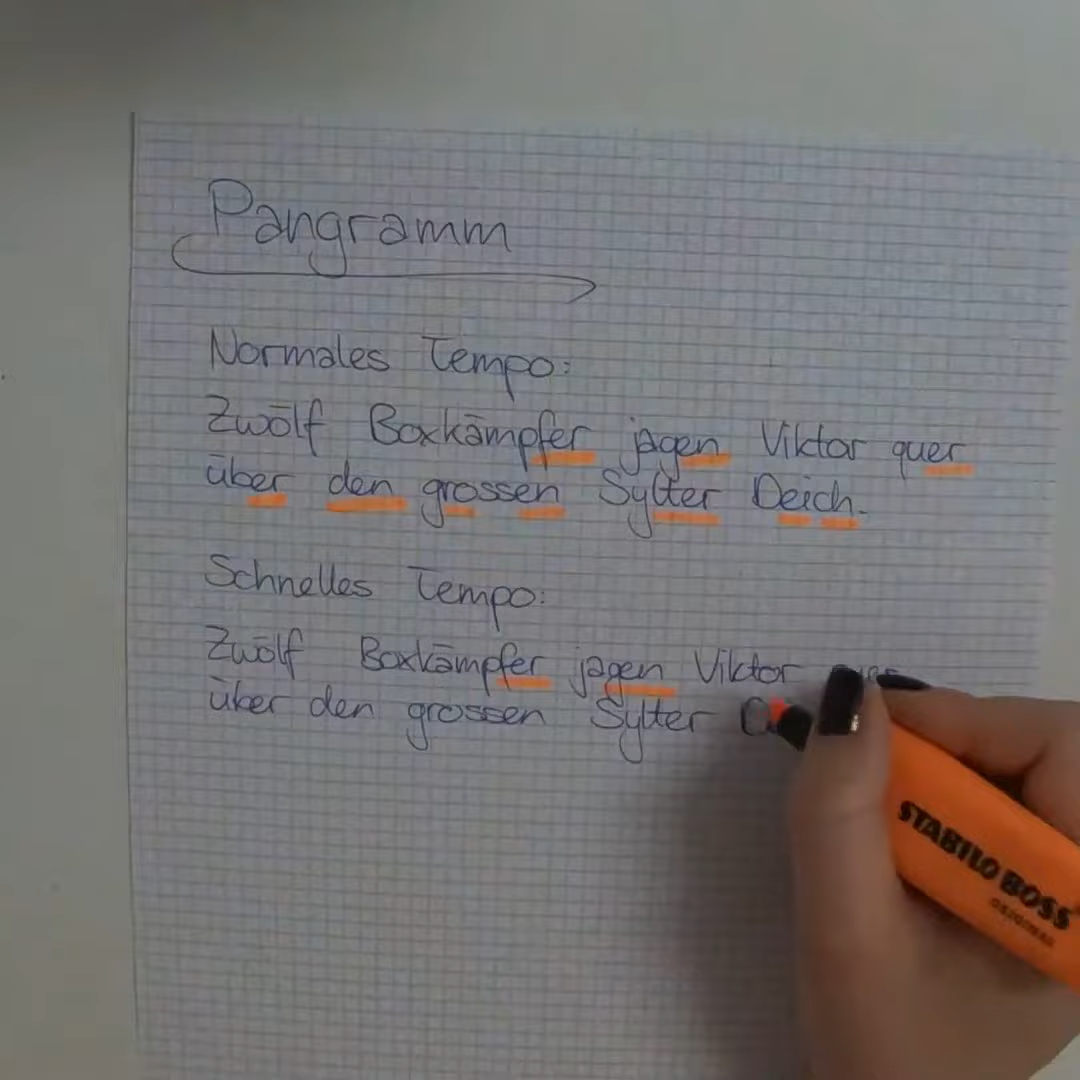 Pangramm
Normales Tempo:
Zwölf Boxkämpfer jagen Viktor quer
über den grossen Sylter Deich.
Schnelles Tempo:
Zwölf Boxkämpfer jagen Viktor
über den grossen Sylter
STABILO BOSS
ORIGINAL